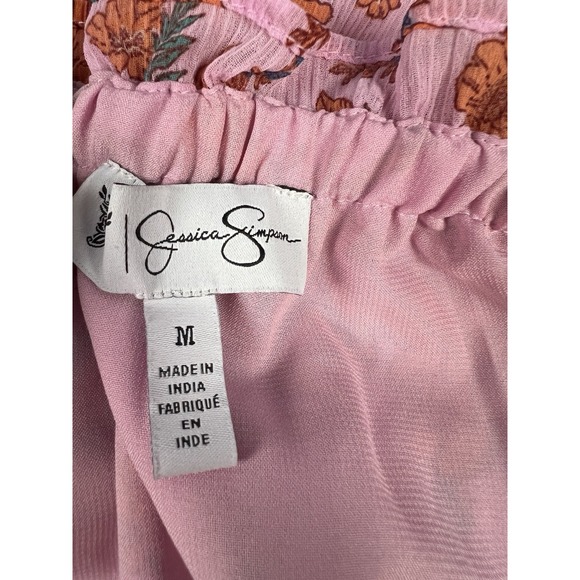 Jessica Simpson
M
MADE IN
INDIA
FABRIQUÉ
EN
INDE